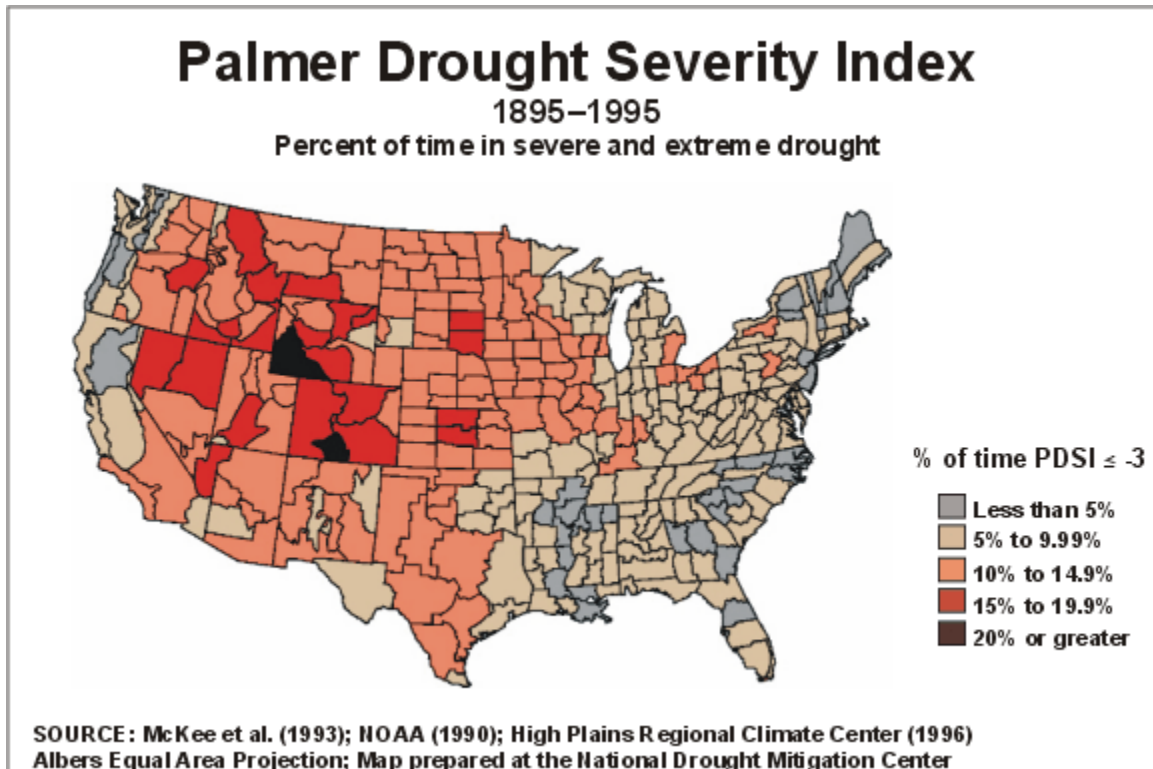 Palmer Drought Severity Index
1895–1995
Percent of time in severe and extreme drought
% of time PDSI ≤ -3
Less than 5%
5% to 9.99%
10% to 14.9%
15% to 19.9%
20% or greater
SOURCE: McKee et al. (1993); NOAA (1990); High Plains Regional Climate Center (1996)
Albers Equal Area Projection; Map prepared at the National Drought Mitigation Center